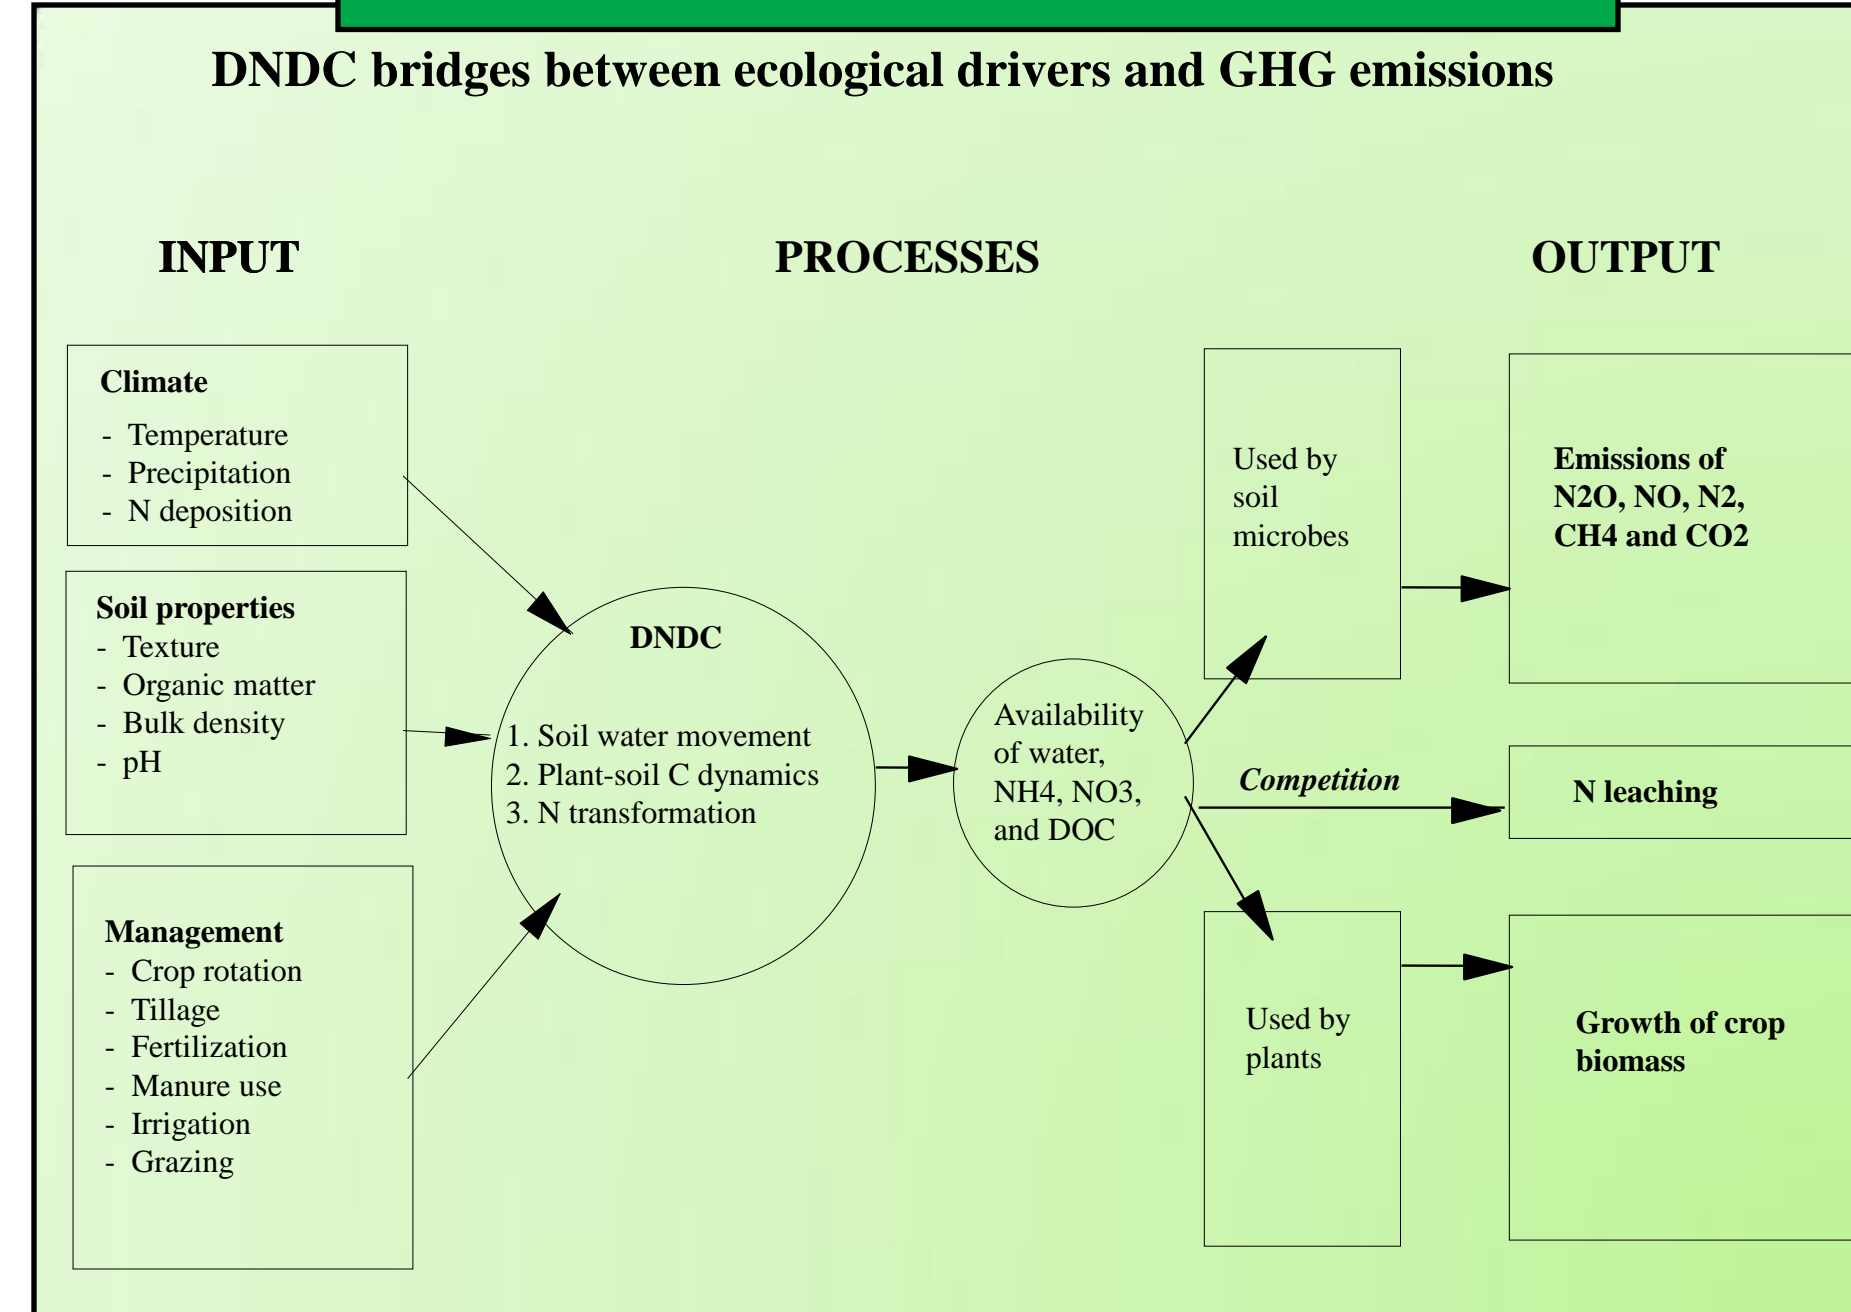 DNDC bridges between ecological drivers and GHG emissions
INPUT
PROCESSES
OUTPUT
Climate
- Temperature
- Precipitation
- N deposition
Soil properties
- Texture
- Organic matter
- Bulk density
- pH
Management
- Crop rotation
- Tillage
- Fertilization
- Manure use
- Irrigation
- Grazing
DNDC
1. Soil water movement
2. Plant-soil C dynamics
3. N transformation
Availability
of water,
NH4, NO3,
and DOC
Used by
soil
microbes
Competition
Used by
plants
Emissions of
N2O, NO, N2,
CH4 and CO2
N leaching
Growth of crop
biomass